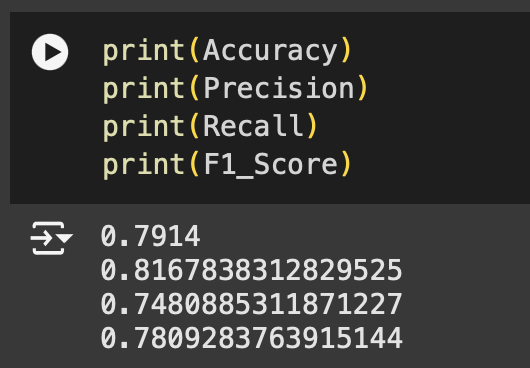 print(Accuracy)
print(Precision)
print(Recall)
print(F1_Score)
0.7914
0.8167838312829525
0.7480885311871227
0.7809283763915144